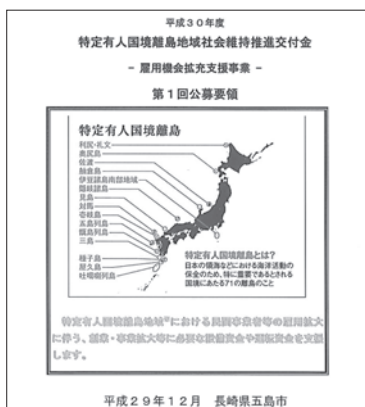 平成30年度
特定有人国境離島地域社会維持推進交付金
- 雇用機会拡充支援事業 -
第1回公募要領
特定有人国境離島
利尻・礼文
奥尻島
佐渡
舳倉島
伊豆諸島南部地域
隠岐諸島
見島
対馬
壱岐島
五島列島
甑島列島
三島
種子島
屋久島
吐噶喇列島
特定有人国境離島とは?
日本の領海などにおける海洋活動の
保全のため、特に重要であるとされる
国境にあたる71の離島のこと
特定有人国境離島地域※における民間事業者等の雇用拡大
に伴う、創業・事業拡大等に必要な設備資金や運転資金を支援
します。
平成29年12月 長崎県五島市